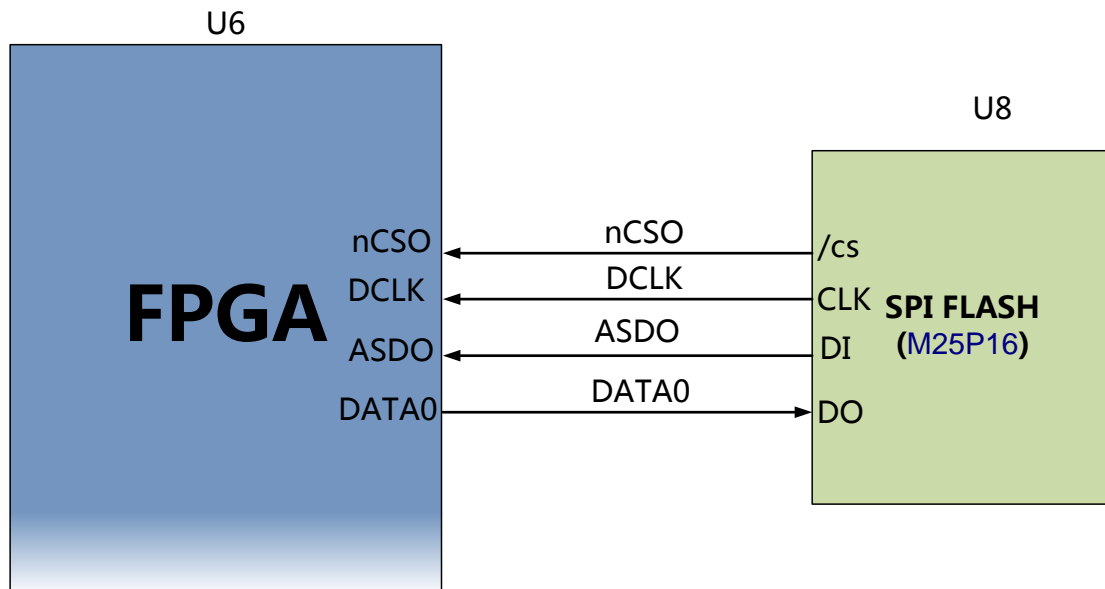 U6
U8
FPGA
nCSO
DCLK
ASDO
DATA0
nCSO
DCLK
ASDO
DATA0
/cs
CLK
DI
DO
SPI FLASH
(M25P16)